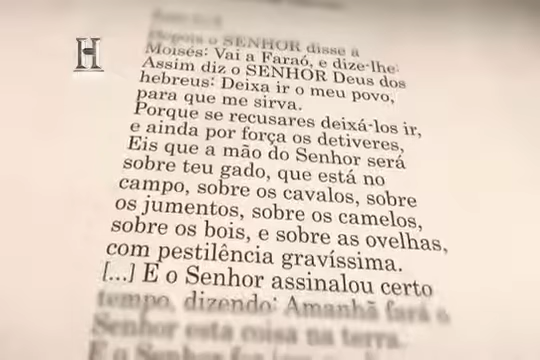 H
Depois o SENHOR disse a
Moisés: Vai a Faraó, e dize-lhe:
Assim diz o SENHOR Deus dos
hebreus: Deixa ir o meu povo,
para que me sirva.
Porque se recusares deixá-los ir,
e ainda por força os detiveres,
Eis que a mão do Senhor será
sobre teu gado, que está no
campo, sobre os cavalos, sobre
os jumentos, sobre os camelos,
sobre os bois, e sobre as ovelhas,
com pestilência gravíssima.
[...] E o Senhor assinalou certo
tempo, dizendo: Amanhã fará o
Senhor esta coisa na terra.
E o Senhor fez